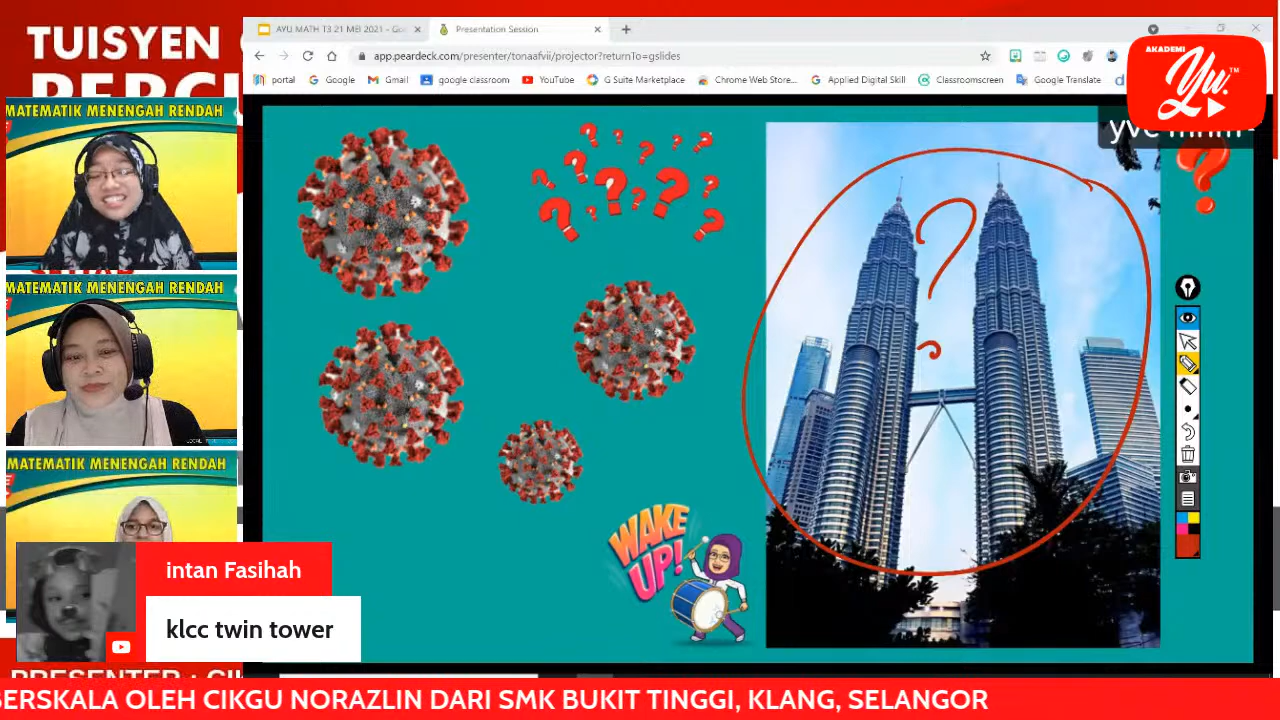 TUISYEN
AYU MATH T3 21 MEI 2021 - Go
Presentation Session
app.peardeck.com/presenter/tonaafvii/projector?returnTo=gslides
portal
Google
Gmail
google classroom
YouTube
G Suite Marketplace
Chrome Web Store...
Applied Digital Skill
Classroomscreen
Google Translate
AKADEMI
Yu.
TM
MATEMATIK MENENGAH RENDAH
MATEMATIK MENENGAH RENDAH
MATEMATIK MENENGAH RENDAH
WAKE
UP!
intan Fasihah
klcc twin tower
BERSKALA OLEH CIKGU NORAZLIN DARI SMK BUKIT TINGGI, KLANG, SELANGOR